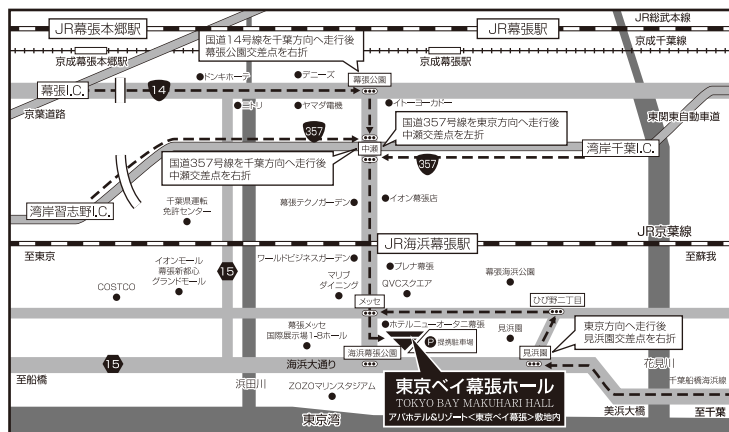 JR幕張本郷駅
JR幕張駅
JR総武本線
京成千葉線
京成幕張本郷駅
京成幕張駅
国道14号線を千葉方向へ走行後
幕張公園交差点を右折
幕張I.C.
14
ドンキホーテ
デニーズ
幕張公園
京葉道路
ニトリ
ヤマダ電機
イトーヨーカドー
東関東自動車道
357
国道357号線を東京方向へ走行後
中瀬交差点を左折
中瀬
国道357号線を千葉方向へ走行後
中瀬交差点を右折
357
湾岸千葉I.C.
湾岸習志野I.C.
千葉県運転
免許センター
幕張テクノガーデン
イオン幕張店
JR海浜幕張駅
JR京葉線
至東京
至蘇我
イオンモール
幕張新都心
グランドモール
15
ワールドビジネスガーデン
プレナ幕張
COSTCO
マリブ
ダイニング
QVCスクエア
幕張海浜公園
メッセ
ひび野二丁目
幕張メッセ
国際展示場1-8ホール
ホテルニューオータニ幕張
P
提携駐車場
見浜園
東京方向へ走行後
見浜園交差点を右折
15
海浜大通り
海浜幕張公園
見浜園
花見川
至船橋
浜田川
ZOZOマリンスタジアム
東京ベイ幕張ホール
TOKYO BAY MAKUHARI HALL
アパホテル&リゾート<東京ベイ幕張>敷地内
千葉船橋海浜線
東京湾
美浜大橋
至千葉